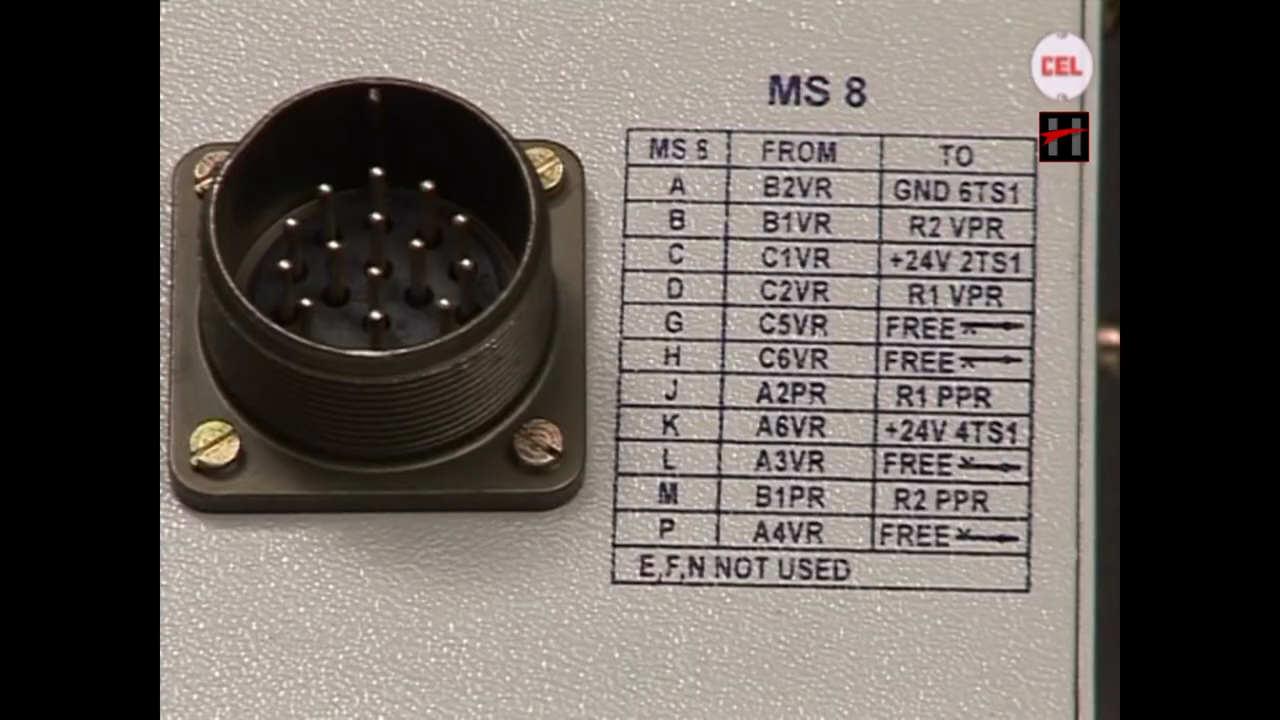 CEL
H
MS 8
MS 8 FROM TO
A B2VR GND 6TS1
B B1VR R2 VPR
C C1VR +24V 2TS1
D C2VR R1 VPR
G C5VR FREE
H C6VR FREE
J A2PR R1 PPR
K A6VR +24V 4TS1
L A3VR FREE
M B1PR R2 PPR
P A4VR FREE
E,F,N NOT USED